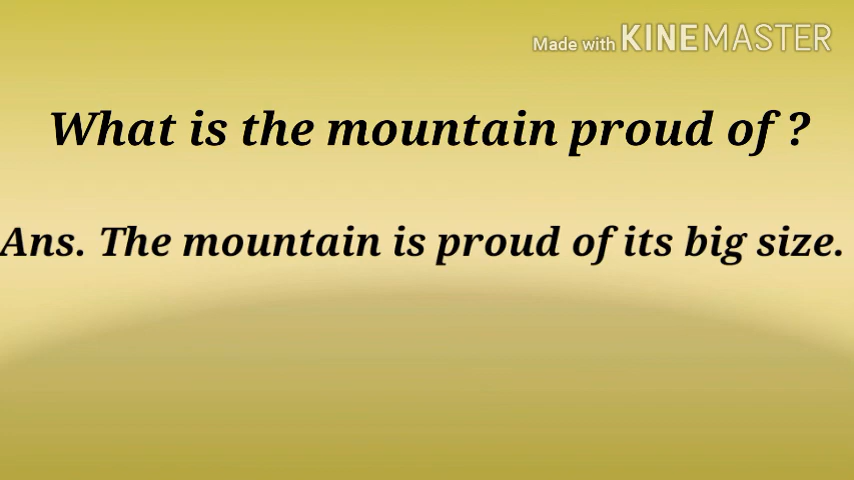 Made with KINEMASTER
What is the mountain proud of ?
Ans. The mountain is proud of its big size.